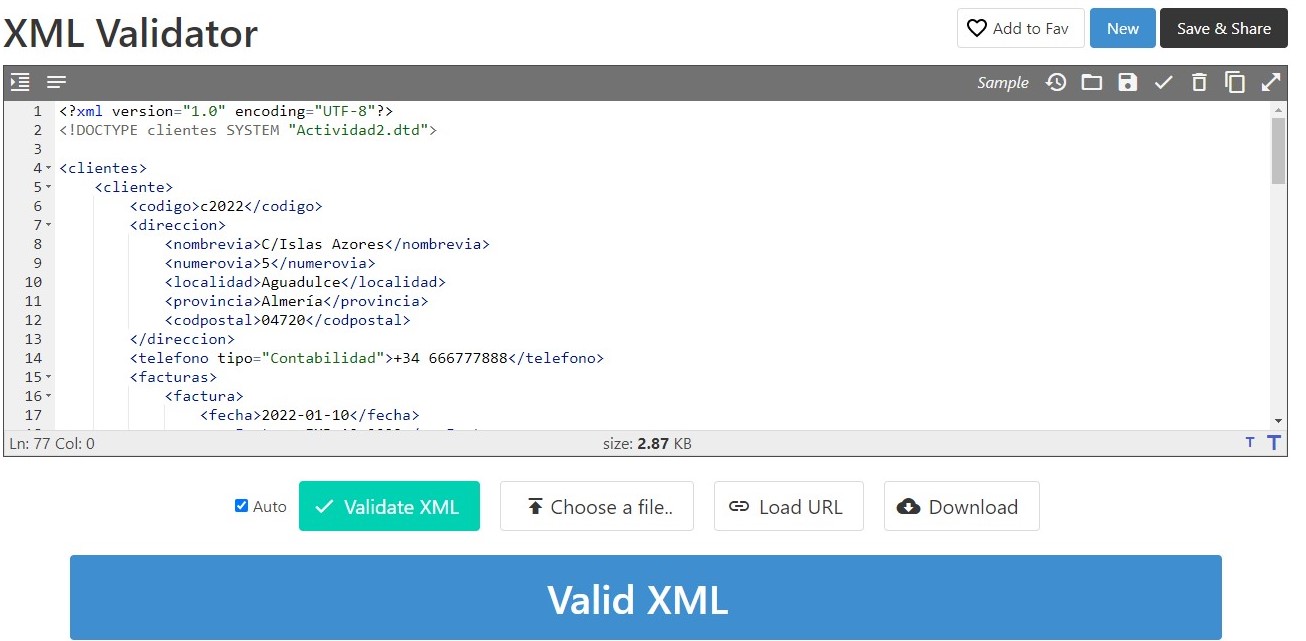 XML Validator
Add to Fav
New
Save & Share
Sample
1 <?xml version="1.0" encoding="UTF-8"?>
2 <!DOCTYPE clientes SYSTEM "Actividad2.dtd">
3
4 <clientes>
5 <cliente>
6 <codigo>c2022</codigo>
7 <direccion>
8 <nombrevia>C/Islas Azores</nombrevia>
9 <numerovia>5</numerovia>
10 <localidad>Aguadulce</localidad>
11 <provincia>Almería</provincia>
12 <codpostal>04720</codpostal>
13 </direccion>
14 <telefono tipo="Contabilidad">+34 666777888</telefono>
15 <facturas>
16 <factura>
17 <fecha>2022-01-10</fecha>
Ln: 77 Col: 0
size: 2.87 KB
T T
Auto
Validate XML
Choose a file..
Load URL
Download
Valid XML